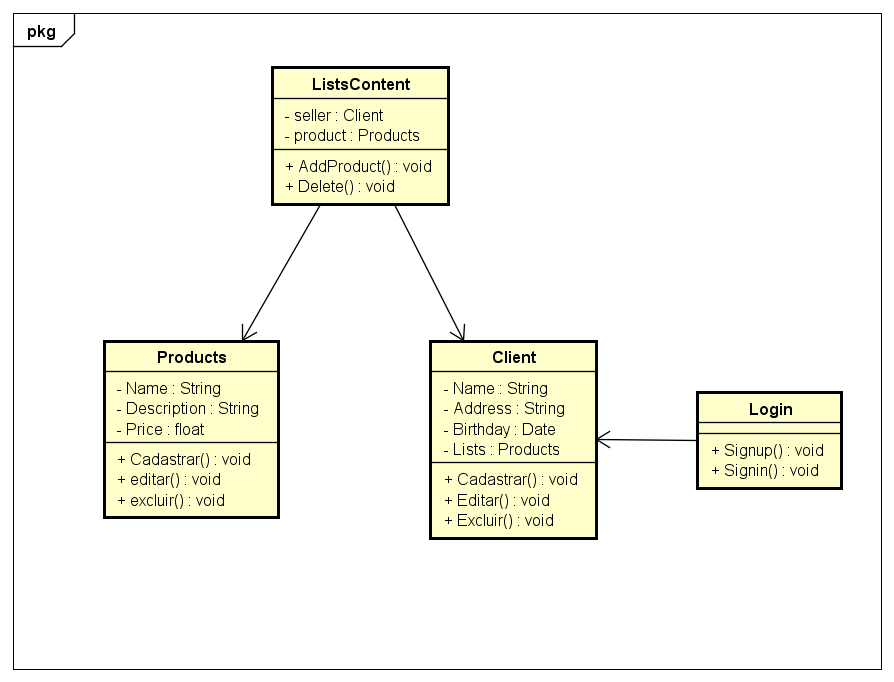 pkg
ListsContent
- seller : Client
- product : Products
+ AddProduct() : void
+ Delete() : void
Products
- Name : String
- Description : String
- Price : float
+ Cadastrar() : void
+ editar() : void
+ excluir() : void
Client
- Name : String
- Address : String
- Birthday : Date
- Lists : Products
+ Cadastrar() : void
+ Editar() : void
+ Excluir() : void
Login
+ Signup() : void
+ Signin() : void